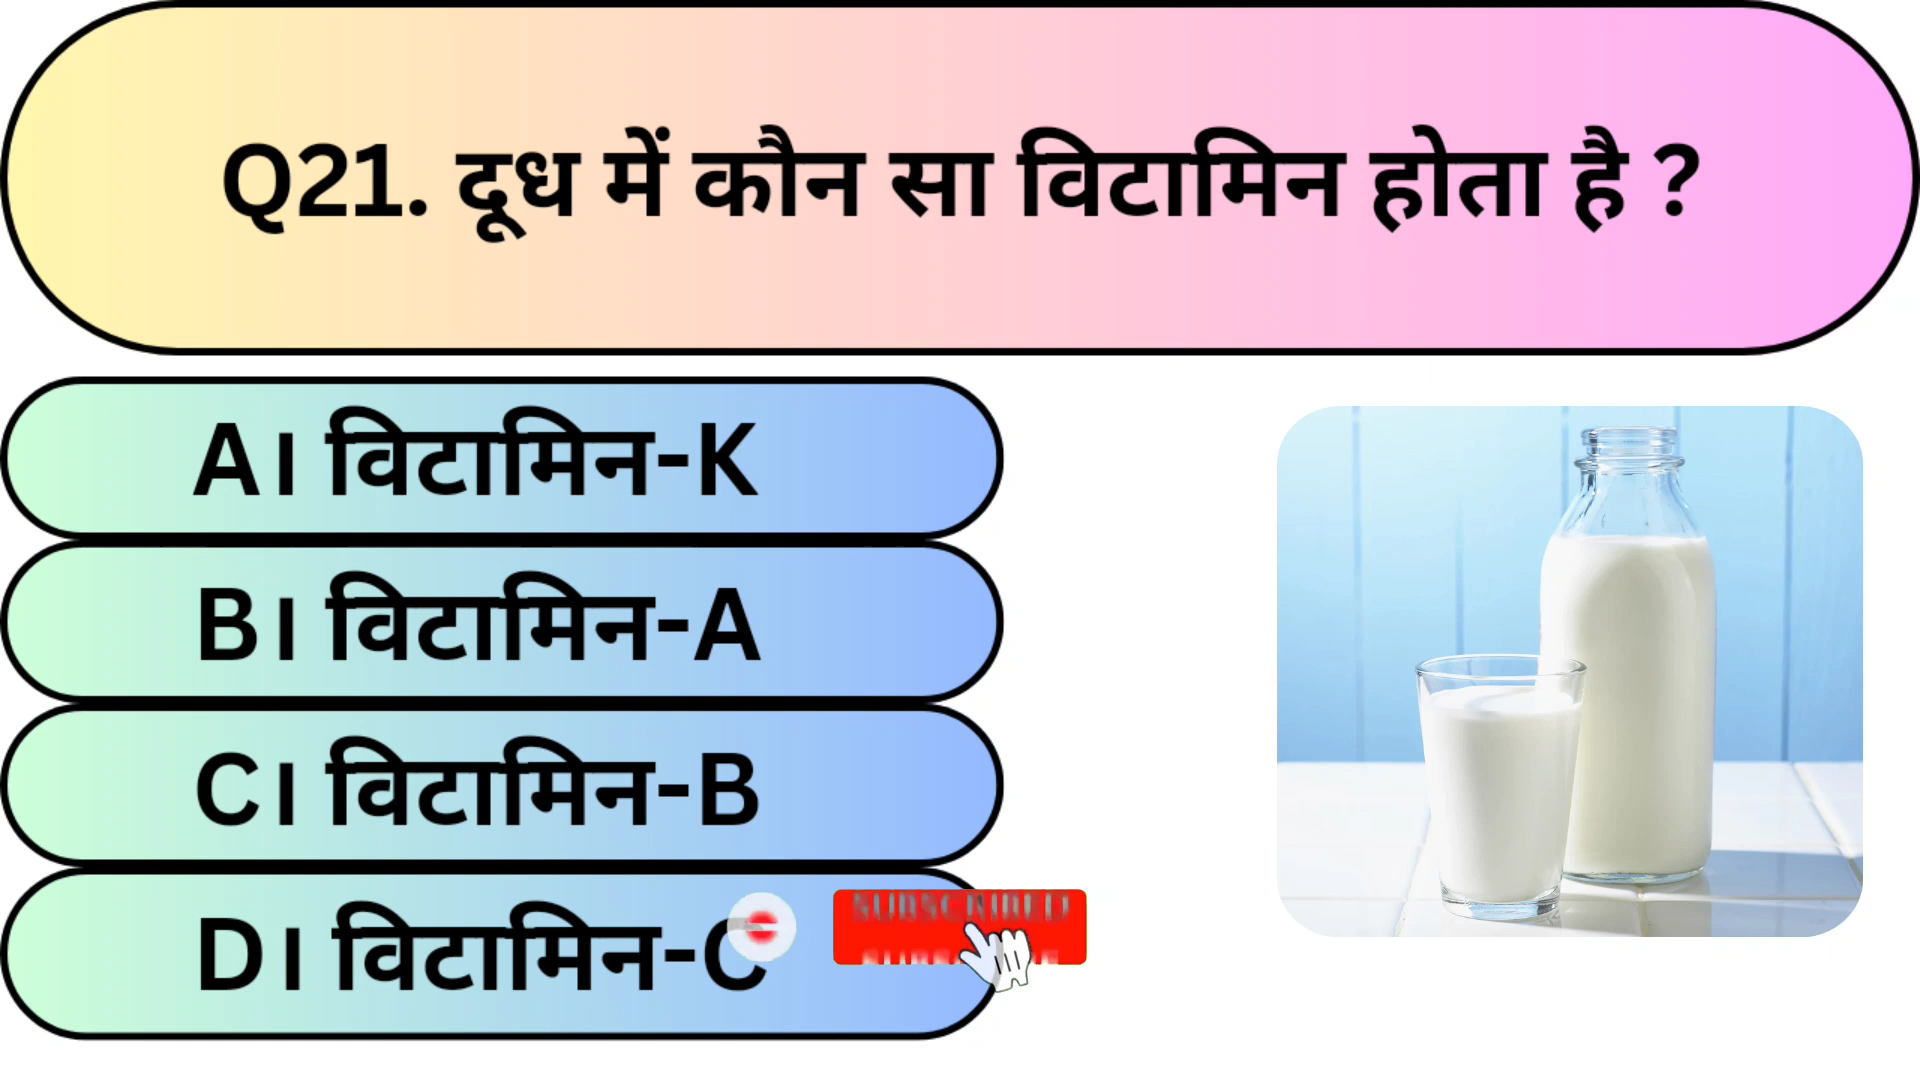 Q21. दूध में कौन सा विटामिन होता है ?
A। विटामिन-K
B। विटामिन-A
C। विटामिन-B
D। विटामिन-C